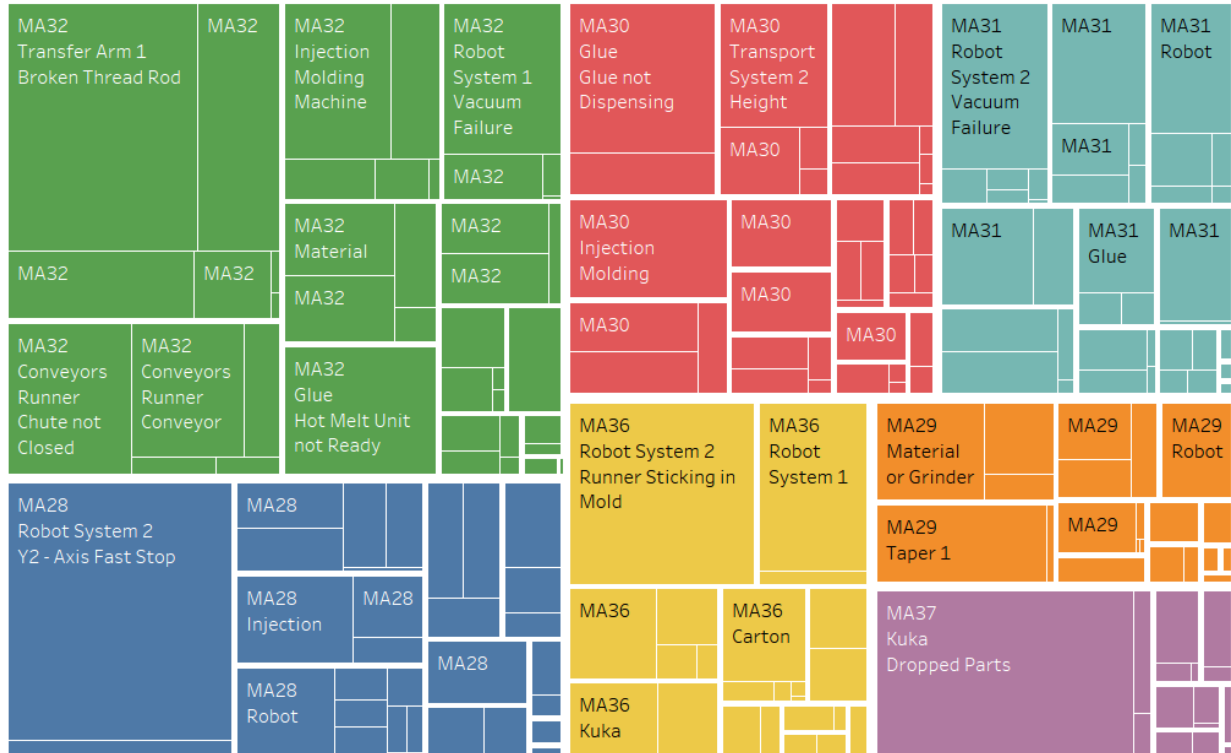 MA32
Transfer Arm 1
Broken Thread Rod
MA32
MA32
MA32
MA32
Injection
Molding
Machine
MA32
Robot
System 1
Vacuum
Failure
MA32
MA32
Material
MA32
MA32
MA32
MA32
Conveyors
Runner
Chute not
Closed
MA32
Conveyors
Runner
Conveyor
MA32
Glue
Hot Melt Unit
not Ready
MA30
Glue
Glue not
Dispensing
MA30
Transport
System 2
Height
MA30
MA30
Injection
Molding
MA30
MA30
MA30
MA30
MA31
Robot
System 2
Vacuum
Failure
MA31
MA31
MA31
Robot
MA31
MA31
Glue
MA31
MA28
Robot System 2
Y2 - Axis Fast Stop
MA28
MA28
Injection
MA28
MA28
Robot
MA28
MA36
Robot System 2
Runner Sticking in
Mold
MA36
Robot
System 1
MA36
MA36
Carton
MA36
Kuka
MA29
Material
or Grinder
MA29
MA29
Robot
MA29
Taper 1
MA29
MA37
Kuka
Dropped Parts